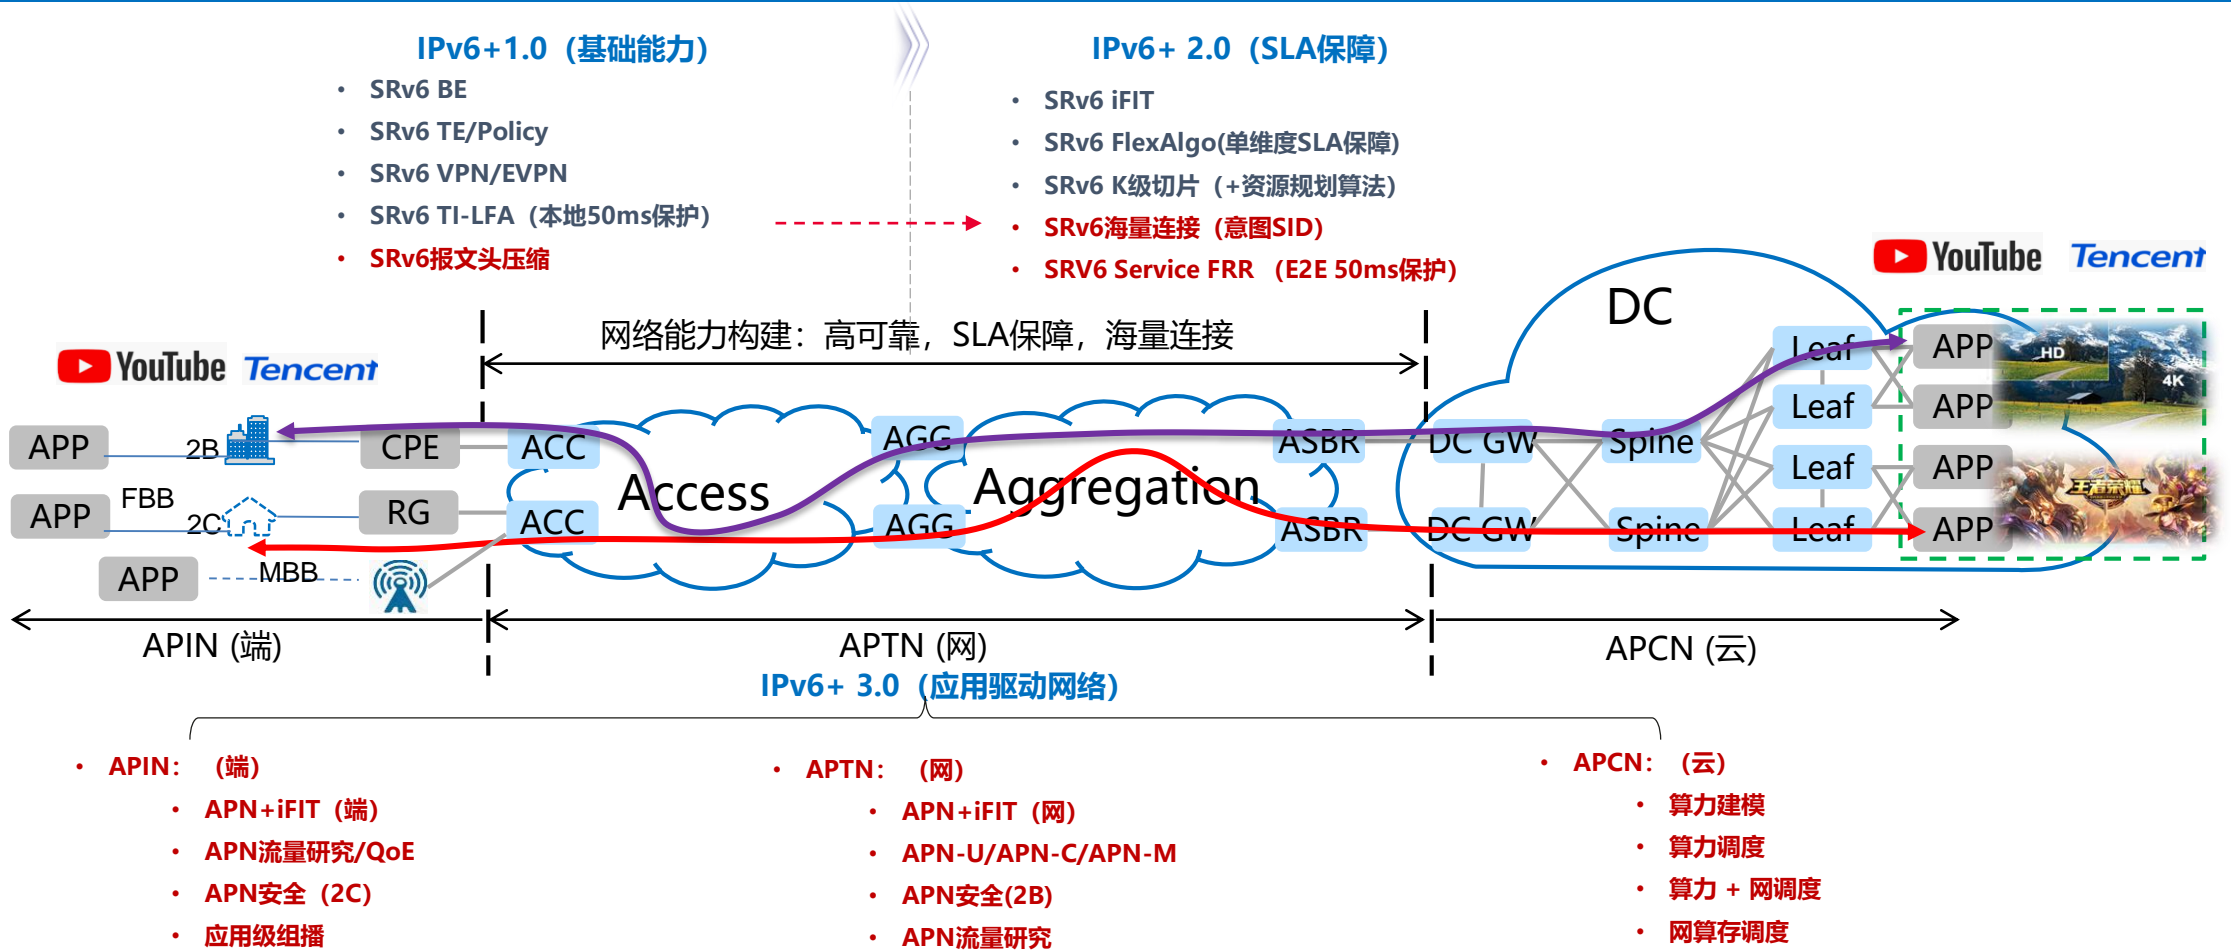 IPv6+1.0（基础能力）
• SRv6 BE
• SRv6 TE/Policy
• SRv6 VPN/EVPN
• SRv6 TI-LFA（本地50ms保护）
• SRv6报文头压缩
IPv6+ 2.0（SLA保障）
• SRv6 iFIT
• SRv6 FlexAlgo(单维度SLA保障)
• SRv6 K级切片（+资源规划算法）
• SRv6海量连接（意图SID）
• SRV6 Service FRR （E2E 50ms保护）
网络能力构建：高可靠，SLA保障，海量连接
DC
YouTube Tencent
YouTube Tencent
APP 2B CPE ACC AGG ASBR DC GW Spine
Leaf APP HD 4K
Leaf APP
Leaf APP 王者荣耀
Leaf APP
FBB
Access
Aggregation
APP 2C RG ACC AGG ASBR DC GW Spine
APP MBB
APIN (端)
APTN (网)
APCN (云)
IPv6+ 3.0（应用驱动网络）
• APIN：（端）
• APN+iFIT（端）
• APN流量研究/QoE
• APN安全（2C）
• 应用级组播
• APTN：（网）
• APN+iFIT（网）
• APN-U/APN-C/APN-M
• APN安全(2B)
• APN流量研究
• APCN：（云）
• 算力建模
• 算力调度
• 算力 + 网调度
• 网算存调度